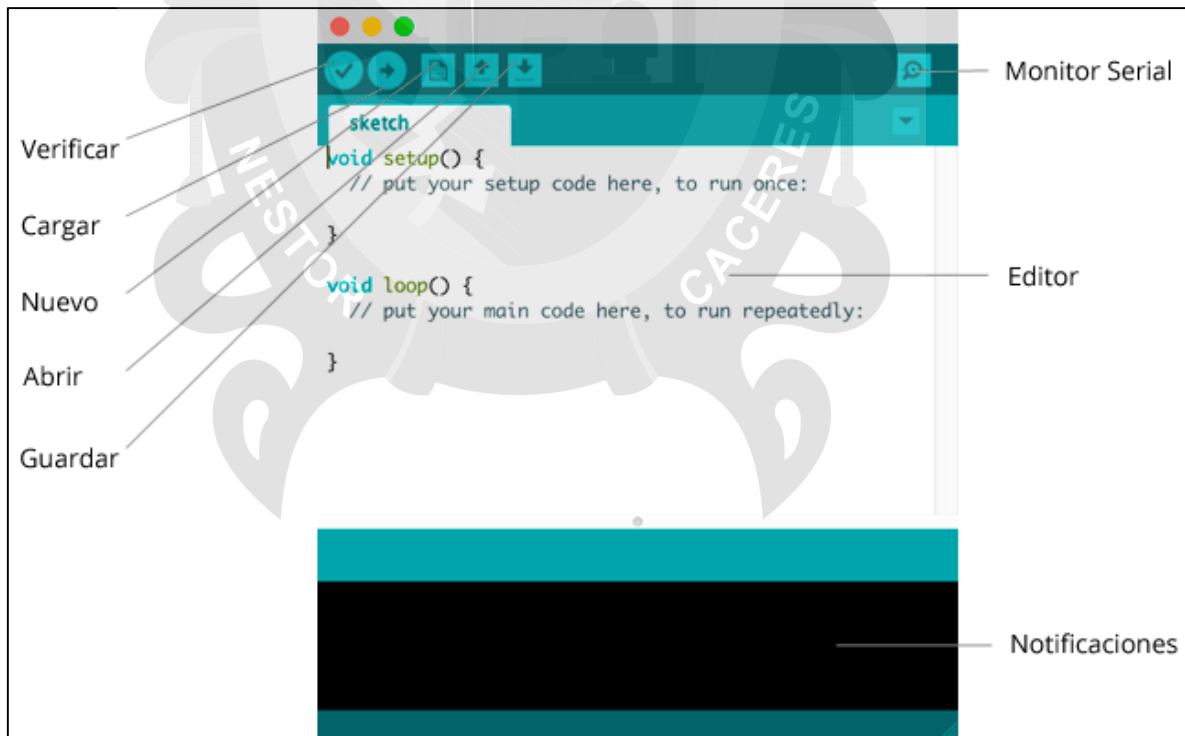 Monitor Serial
sketch
Verificar
void setup() {
// put your setup code here, to run once:
Cargar
}
Editor
void loop() {
Nuevo
// put your main code here, to run repeatedly:
}
Abrir
Guardar
Notificaciones
NESTOR
CACERES